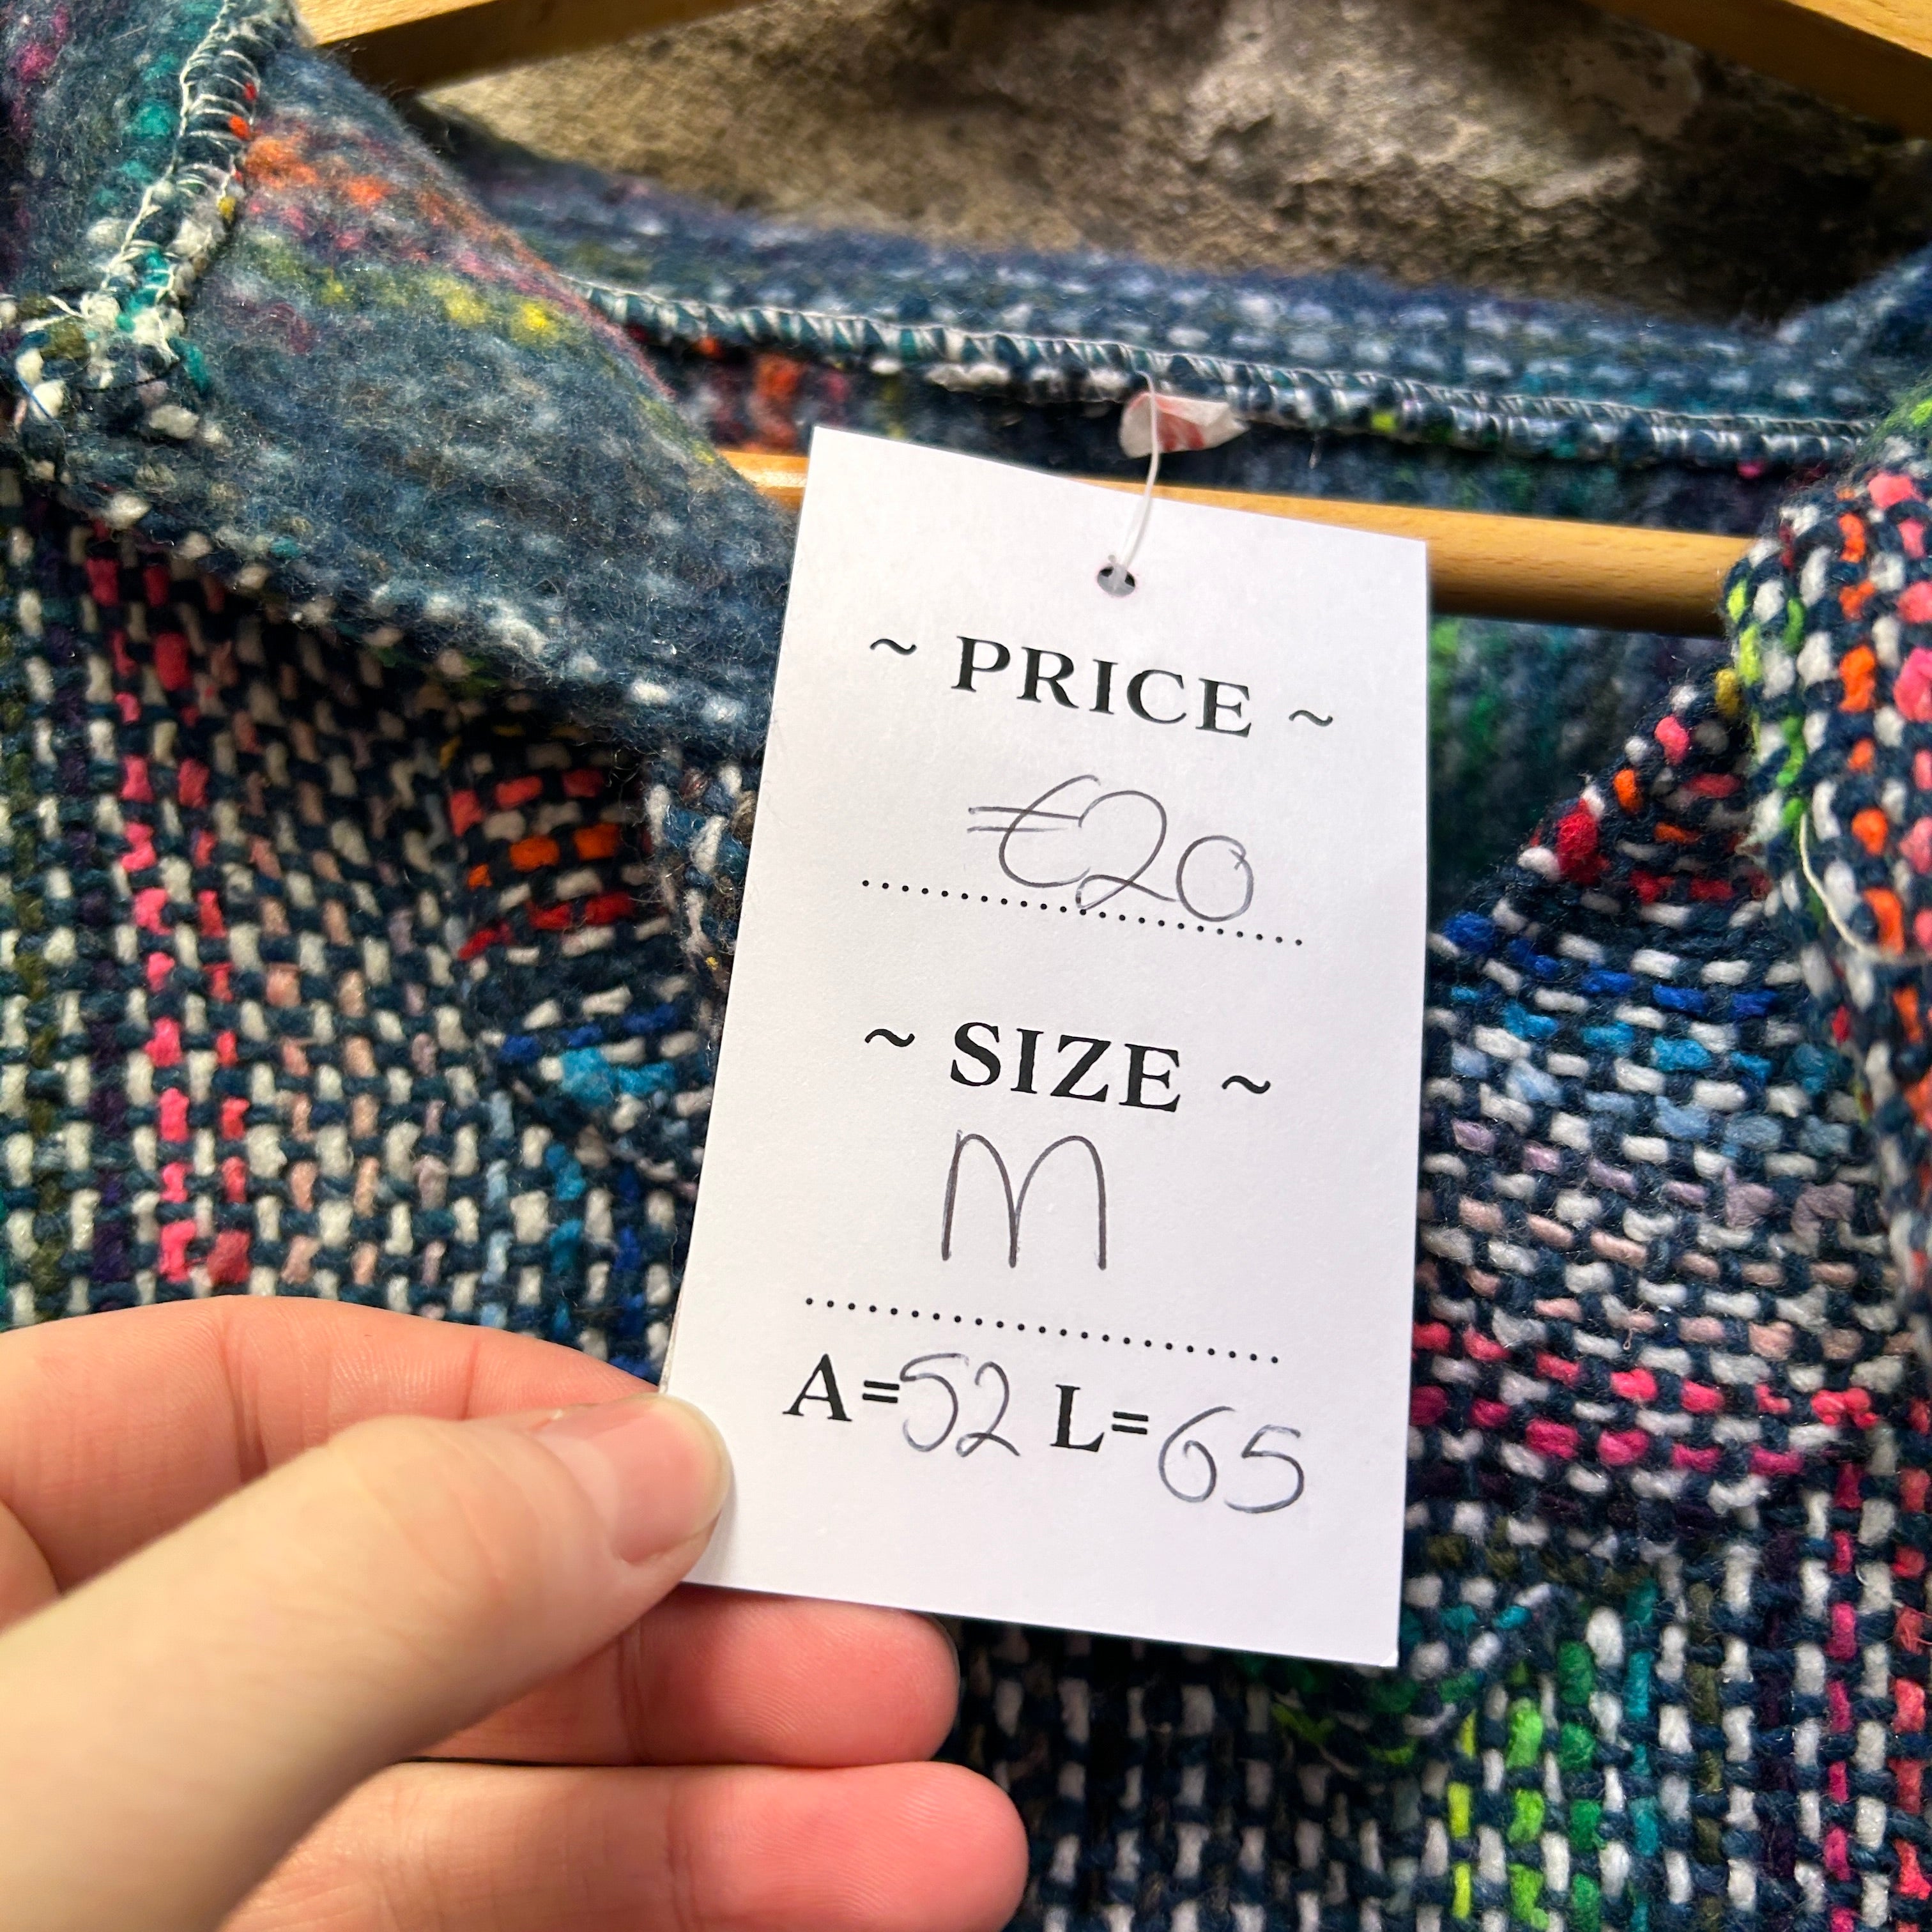 ~ PRICE ~
€20
~ SIZE ~
M
A=52 L=65